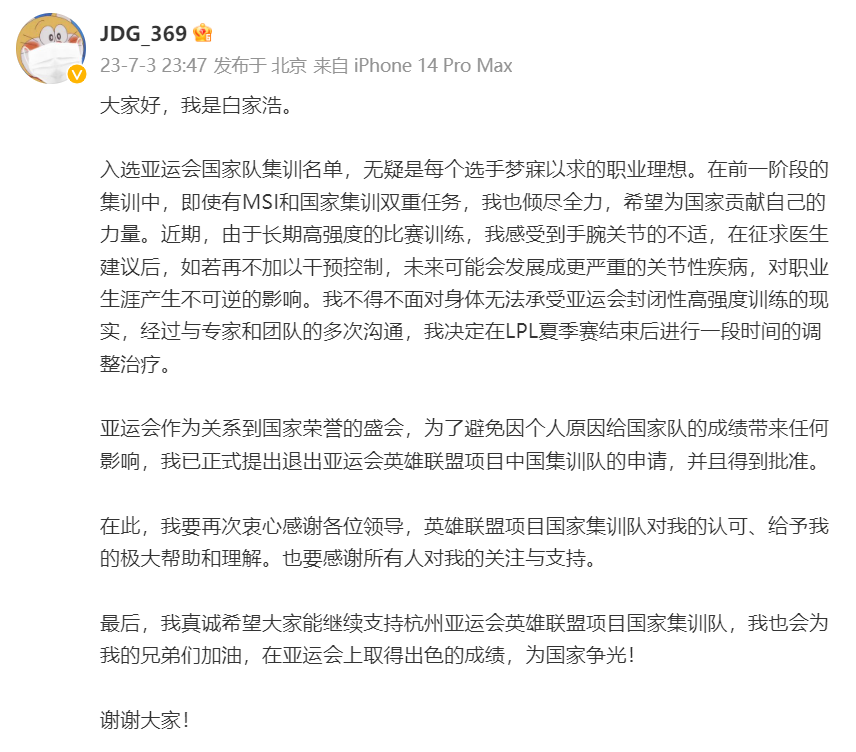 JDG_369
23-7-3 23:47 发布于 北京 来自 iPhone 14 Pro Max
大家好，我是白家浩。
入选亚运会国家队集训名单，无疑是每个选手梦寐以求的职业理想。在前一阶段的
集训中，即使有MSI和国家集训双重任务，我也倾尽全力，希望为国家贡献自己的
力量。近期，由于长期高强度的比赛训练，我感受到手腕关节的不适，在征求医生
建议后，如若再不加以干预控制，未来可能会发展成更严重的关节性疾病，对职业
生涯产生不可逆的影响。我不得不面对身体无法承受亚运会封闭性高强度训练的现
实，经过与专家和团队的多次沟通，我决定在LPL夏季赛结束后进行一段时间的调
整治疗。
亚运会作为关系到国家荣誉的盛会，为了避免因个人原因给国家队的成绩带来任何
影响，我已正式提出退出亚运会英雄联盟项目中国集训队的申请，并且得到批准。
在此，我要再次衷心感谢各位领导，英雄联盟项目国家集训队对我的认可、给予我
的极大帮助和理解。也要感谢所有人对我的关注与支持。
最后，我真诚希望大家能继续支持杭州亚运会英雄联盟项目国家集训队，我也会为
我的兄弟们加油，在亚运会上取得出色的成绩，为国家争光！
谢谢大家！